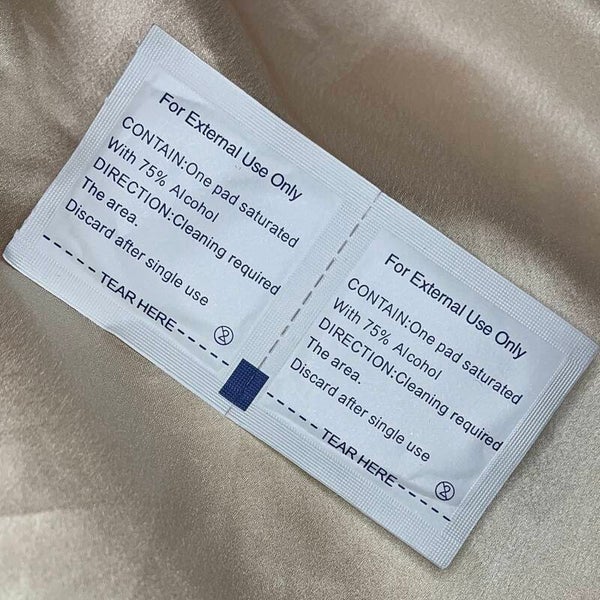 For External Use Only
CONTAIN:One pad saturated
With 75% Alcohol
DIRECTION:Cleaning required
The area.
Discard after single use
TEAR HERE
For External Use Only
CONTAIN:One pad saturated
With 75% Alcohol
DIRECTION:Cleaning required
The area.
Discard after single use
TEAR HERE